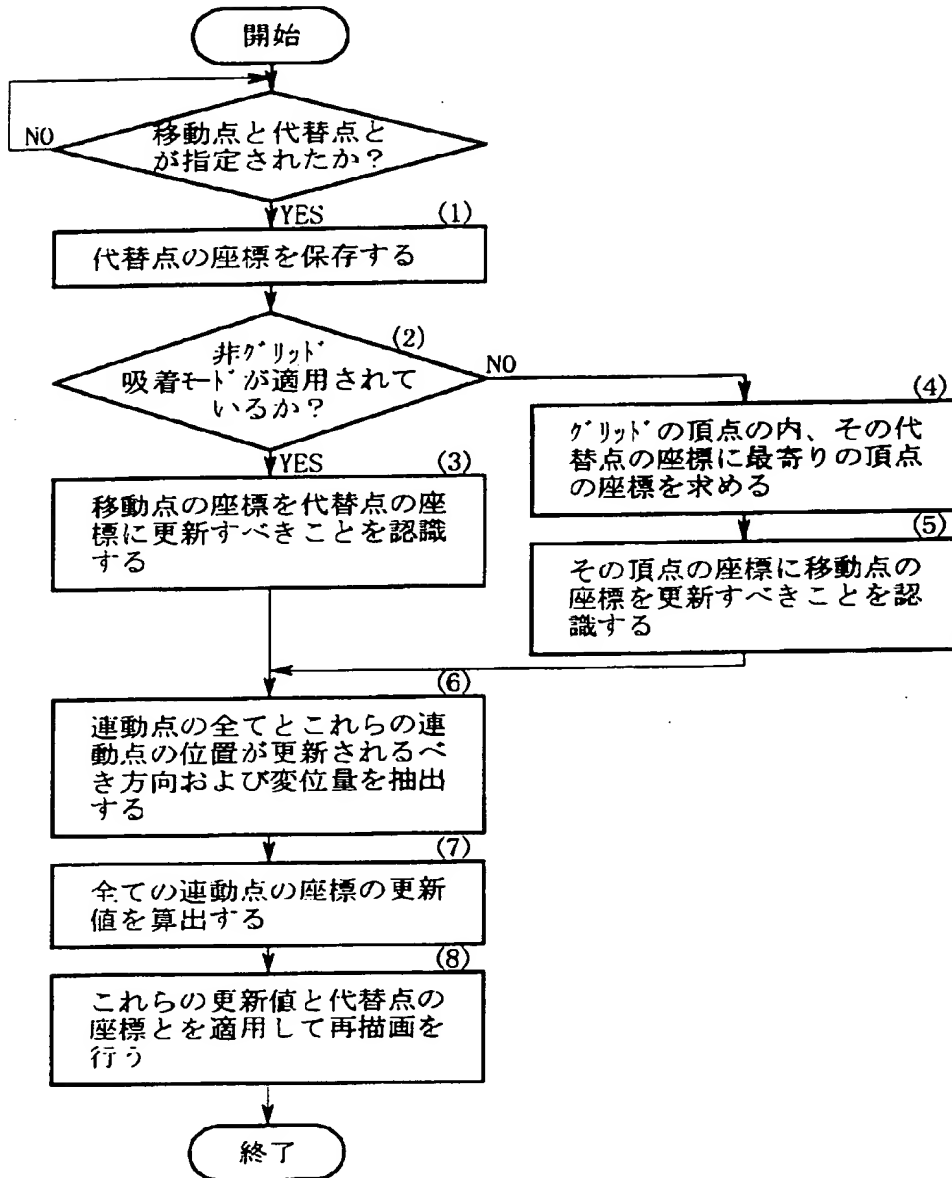 開始
移動点と代替点と
が指定されたか?
NO
YES
(1)
代替点の座標を保存する
(2)
非グリッド
吸着モードが適用されて
いるか?
NO
YES
(3)
移動点の座標を代替点の座
標に更新すべきことを認識
する
(4)
グリッドの頂点の内、その代
替点の座標に最寄りの頂点
の座標を求める
(5)
その頂点の座標に移動点の
座標を更新すべきことを認
識する
(6)
連動点の全てとこれらの連
動点の位置が更新されるべ
き方向および変位量を抽出
する
(7)
全ての連動点の座標の更新
値を算出する
(8)
これらの更新値と代替点の
座標とを適用して再描画を
行う
終了